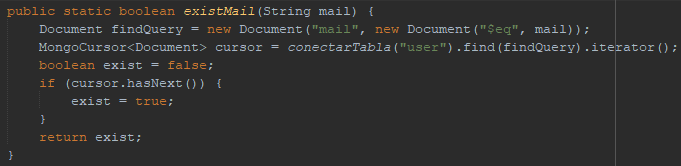 public static boolean existMail(String mail) {
    Document findQuery = new Document("mail", new Document("$eq", mail));
    MongoCursor<Document> cursor = conectarTabla("user").find(findQuery).iterator();
    boolean exist = false;
    if (cursor.hasNext()) {
        exist = true;
    }
    return exist;
}